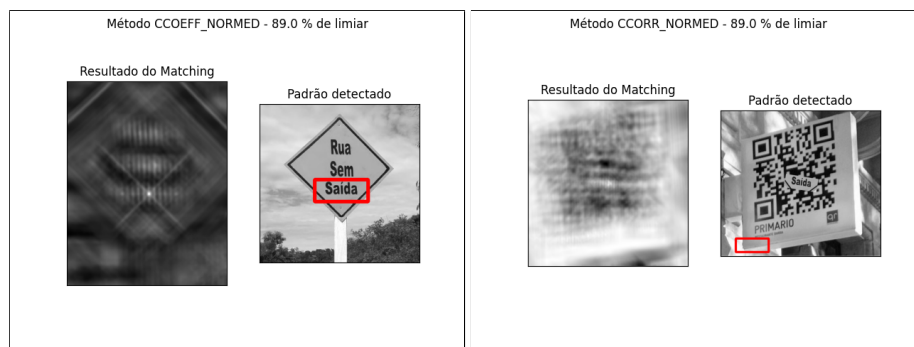 Método CCOEFF_NORMED - 89.0 % de limiar
Resultado do Matching
Padrão detectado
Rua
Sem
Saída
Método CCORR_NORMED - 89.0 % de limiar
Resultado do Matching
Padrão detectado
Saída
PRIMARIO
qr